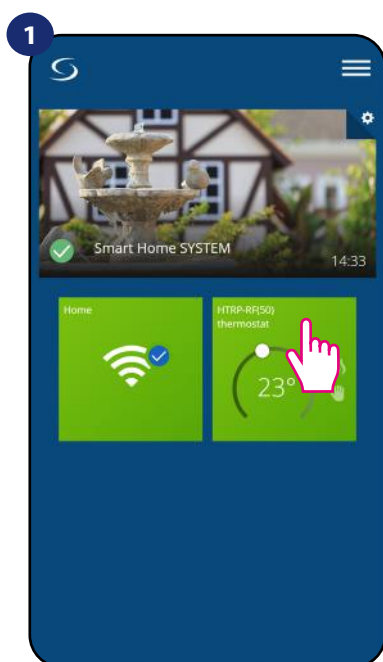 1
Smart Home SYSTEM
14:33
Home
HTRP-RF(50)
thermostat
23°